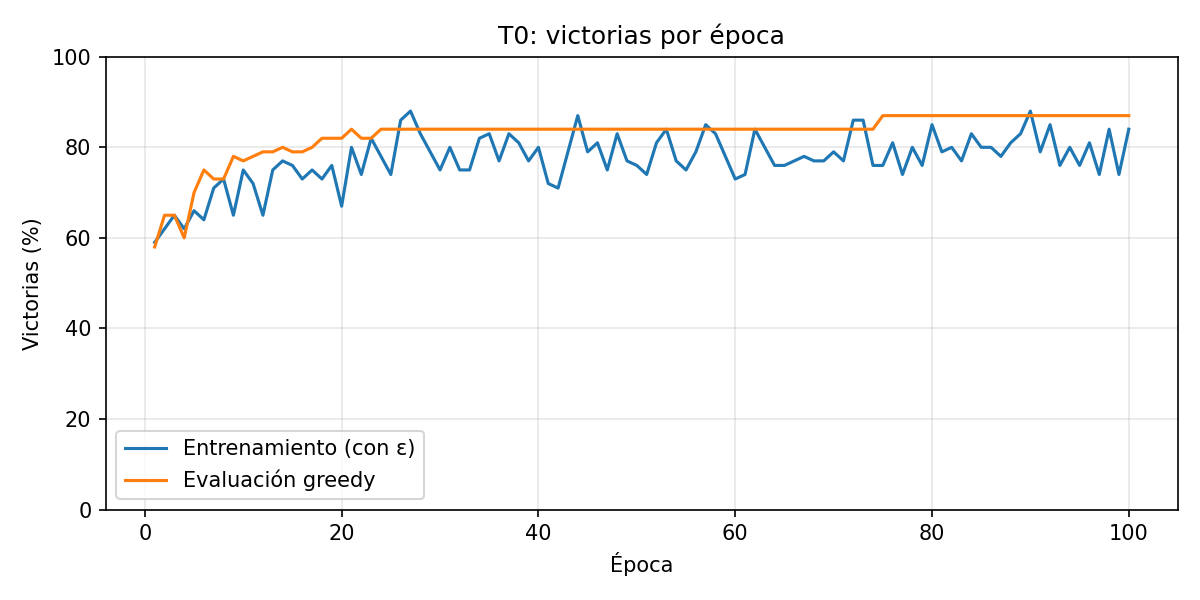 T0: victorias por época
Victorias (%)
100
80
60
40
20
0
Entrenamiento (con ε)
Evaluación greedy
0 20 40 60 80 100
Época